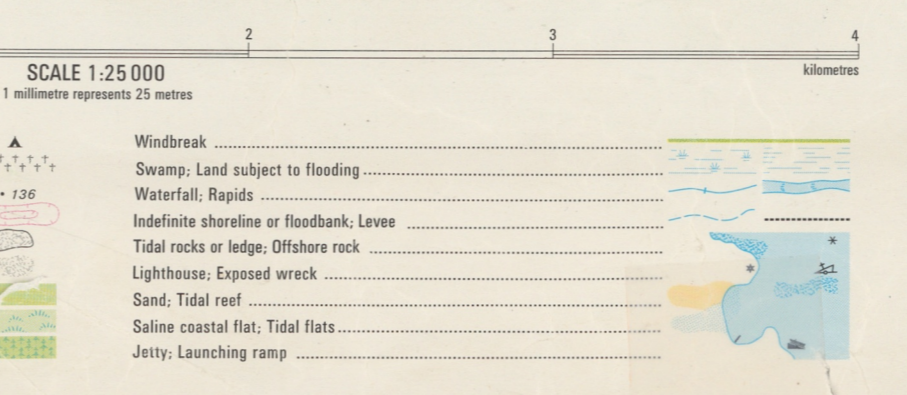 2 3 4
SCALE 1:25 000 kilometres
1 millimetre represents 25 metres
Windbreak
Swamp; Land subject to flooding
• 136 Waterfall; Rapids
Indefinite shoreline or floodbank; Levee
Tidal rocks or ledge; Offshore rock
Lighthouse; Exposed wreck
Sand; Tidal reef
Saline coastal flat; Tidal flats
Jetty; Launching ramp